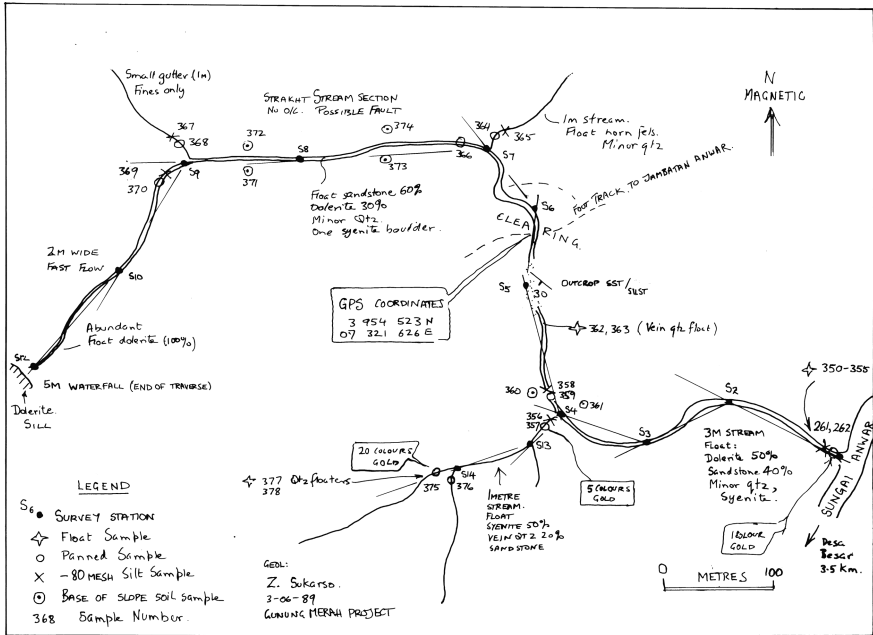 Small gutter (1m)
Fines only
367
368
372
STRAIGHT STREAM SECTION
No O/C. POSSIBLE FAULT
374
364
365
1m stream.
Float horn fels.
Minor qtz
N
MAGNETIC
369
370
S9
371
S8
373
366
S7
Float sandstone 60%
Dolerite 30%
Minor Qtz.
One syenite boulder.
S6
FOOT TRACK TO JAMBATAN ANWAR.
CLEARING.
2M WIDE
FAST FLOW
S10
GPS COORDINATES
3 954 523 N
07 321 626 E
S5
30
OUTCROP SST/SILST
Abundant
Float dolerite (100%)
362, 363 (Vein qtz float)
S12
5M WATERFALL (END OF TRAVERSE)
Dolerite
SILL
360
358
359
361
356
357
S4
S13
S3
S2
350-355
261, 262
3M STREAM
Float:
Dolerite 50%
Sandstone 40%
Minor qtz,
Syenite.
SUNGAI ANWAR
20 COLOURS
GOLD
377 Qtz floaters
378
375
S14
376
5 COLOURS
GOLD
1 METRE
STREAM.
FLOAT
SYENITE 50%
VEIN QTZ 20%
SANDSTONE
1 COLOUR
GOLD
Desa
Besar
3.5 km.
0 METRES 100
LEGEND
S6 SURVEY STATION
Float Sample
Panned Sample
-80 MESH Silt Sample
BASE OF SLOPE soil sample
368 Sample Number.
GEOL:
Z. Sukarso.
3-06-89
GUNUNG MERAH PROJECT